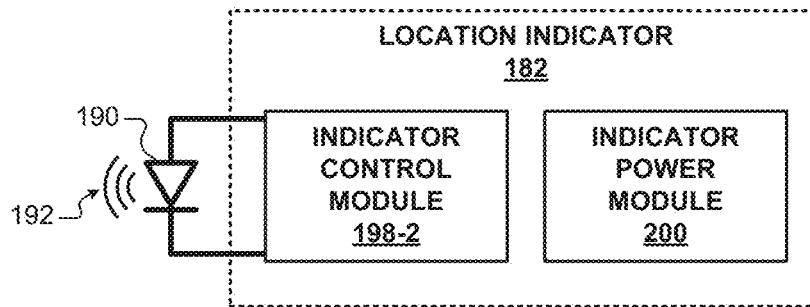 LOCATION INDICATOR
182
190
192
INDICATOR
CONTROL
MODULE
198-2
INDICATOR
POWER
MODULE
200